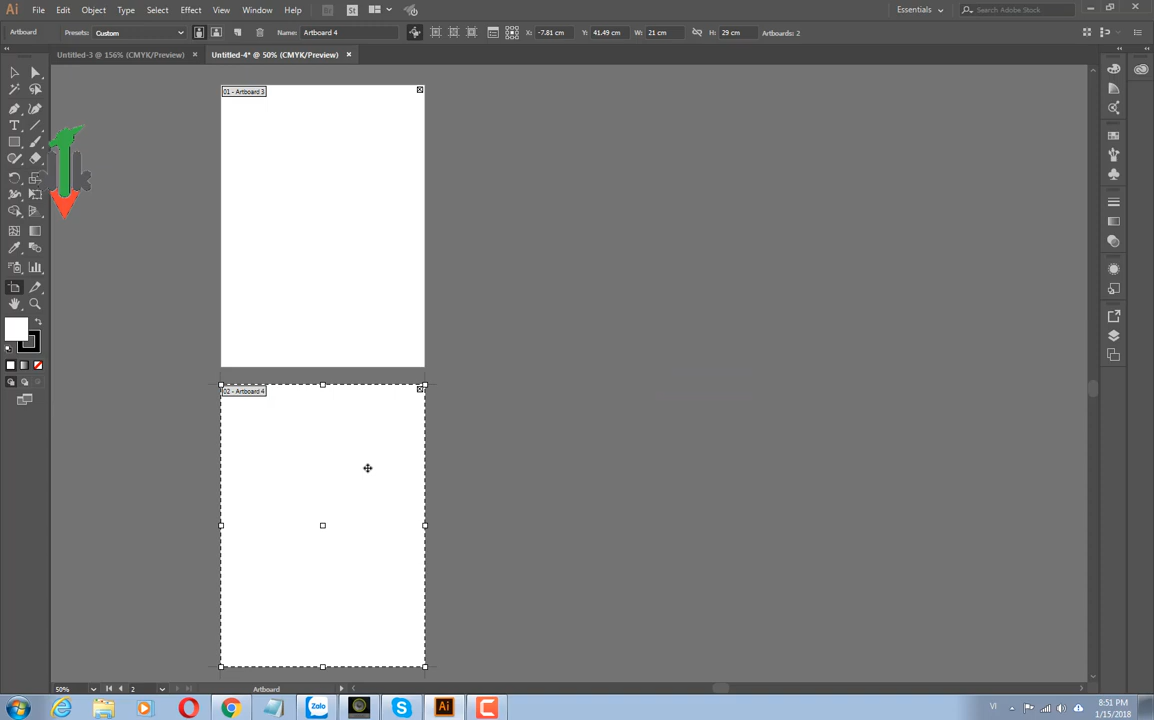 Ai File Edit Object Type Select Effect View Window Help Br St Essentials Search Adobe Stock
Artboard Presets: Custom Name: Artboard 4 X: -7.81 cm Y: 41.49 cm W: 21 cm H: 29 cm Artboards: 2
Untitled-3 @ 156% (CMYK/Preview) × Untitled-4* @ 50% (CMYK/Preview) ×
01 - Artboard 3
02 - Artboard 4
50% 2 Artboard
VI 8:51 PM
1/15/2018